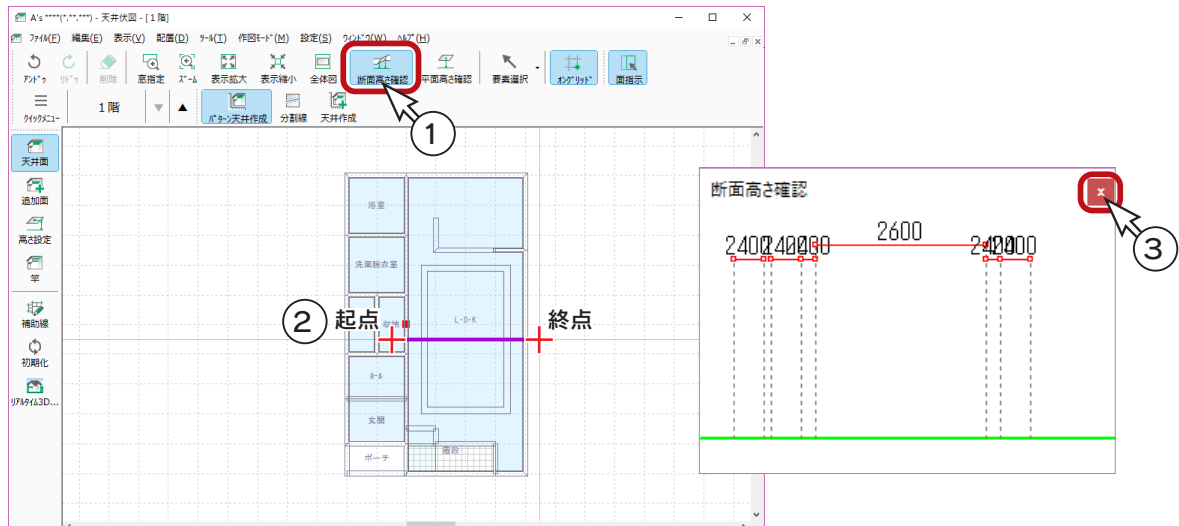 A's ****(*.**.***) - 天井伏図 - [1 階]
ﾌｧｲﾙ(F) 編集(E) 表示(V) 配置(D) ﾂｰﾙ(T) 作図ﾓｰﾄﾞ(M) 設定(S) ｳｨﾝﾄﾞｳ(W) ﾍﾙﾌﾟ(H)
ｱﾝﾄﾞｩ ﾘﾄﾞｩ 削除 窓指定 ｽﾞｰﾑ 表示拡大 表示縮小 全体図 断面高さ確認 平面高さ確認 要素選択 ｵﾝｸﾞﾘｯﾄﾞ 面指示
ｸｲｯｸﾒﾆｭｰ 1 階 ▼ ▲ ﾊﾟﾀｰﾝ天井作成 分割線 天井作成
①
天井面
追加面
高さ設定
竿
補助線
初期化
ﾘｱﾙﾀｲﾑ3D...
浴室
洗面脱衣室
② 起点 収納 L・D・K 終点
ﾎｰﾙ
玄関
ポーチ 階段
断面高さ確認 x
③
2600